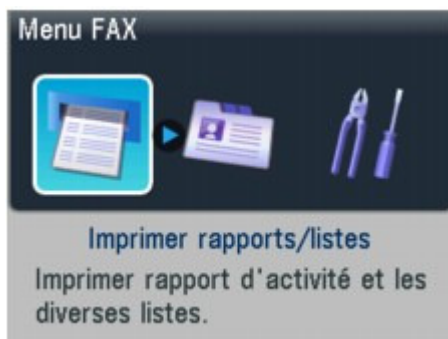 Menu FAX
Imprimer rapports/listes
Imprimer rapport d'activité et les
diverses listes.